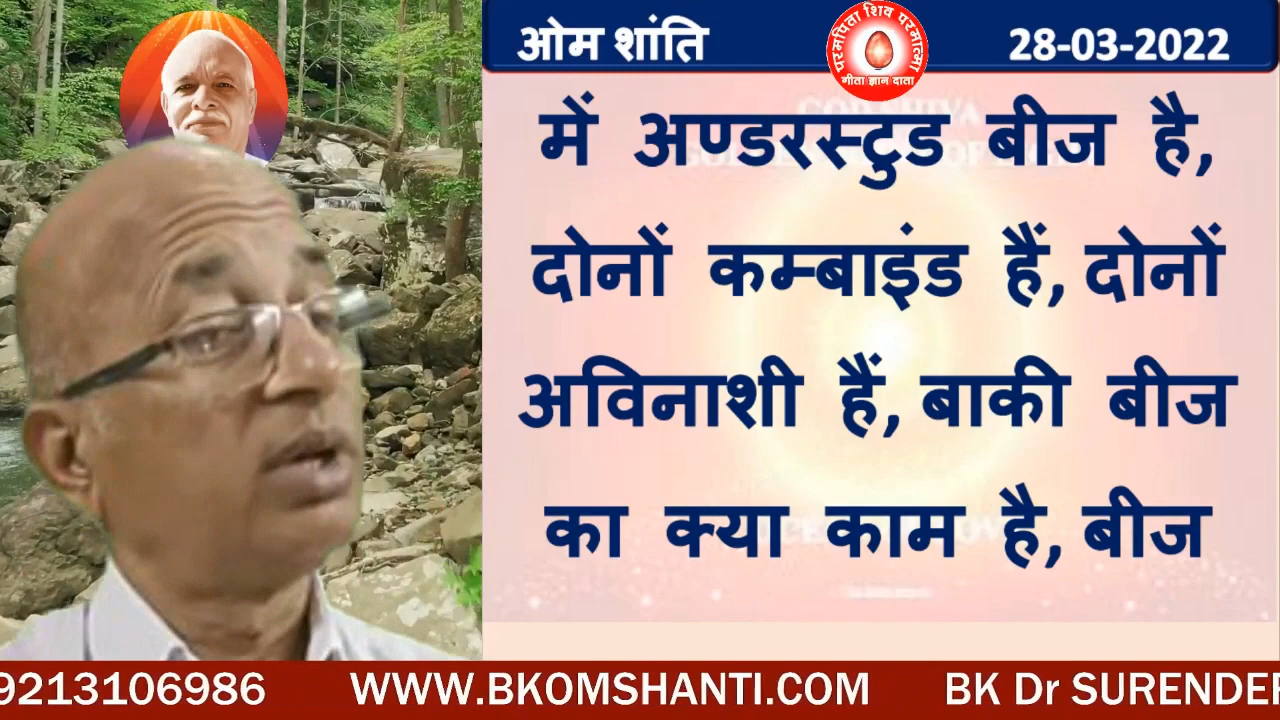 ओम शांति
परमपिता शिव परमात्मा
गीता ज्ञान दाता
28-03-2022
में अण्डरस्टुड बीज है,
दोनों कम्बाइंड हैं, दोनों
अविनाशी हैं, बाकी बीज
का क्या काम है, बीज
9213106986 WWW.BKOMSHANTI.COM BK Dr SURENDER